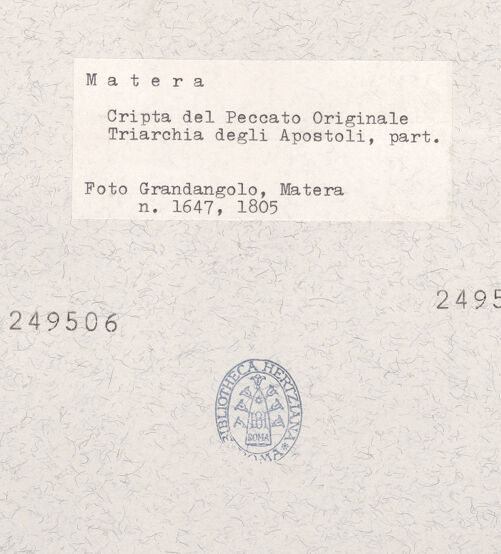 Matera
Cripta del Peccato Originale
Triarchia degli Apostoli, part.
Foto Grandangolo, Matera
n. 1647, 1805
249506
2495
BIBLIOTHECA HERTZIANA
ROMA